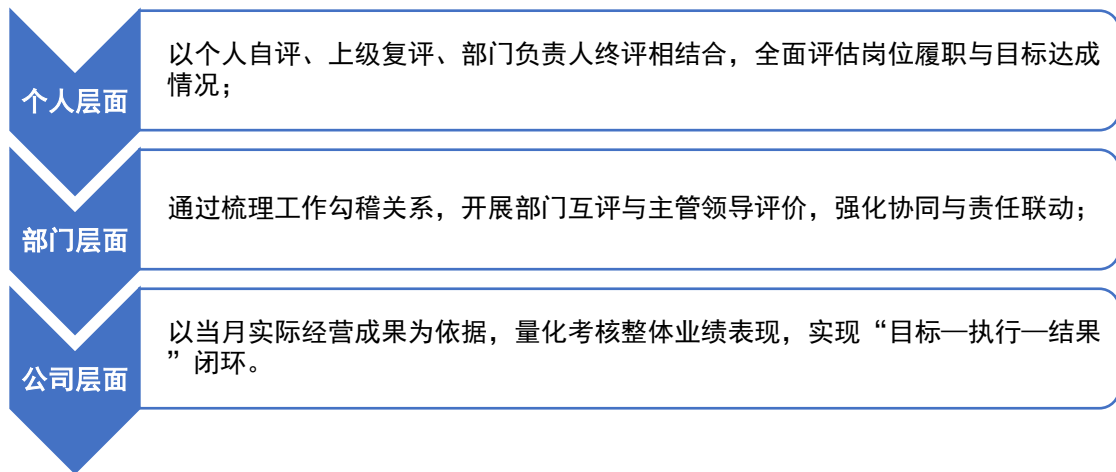 个人层面
以个人自评、上级复评、部门负责人终评相结合，全面评估岗位履职与目标达成
情况；
部门层面
通过梳理工作勾稽关系，开展部门互评与主管领导评价，强化协同与责任联动；
公司层面
以当月实际经营成果为依据，量化考核整体业绩表现，实现“目标—执行—结果
”闭环。